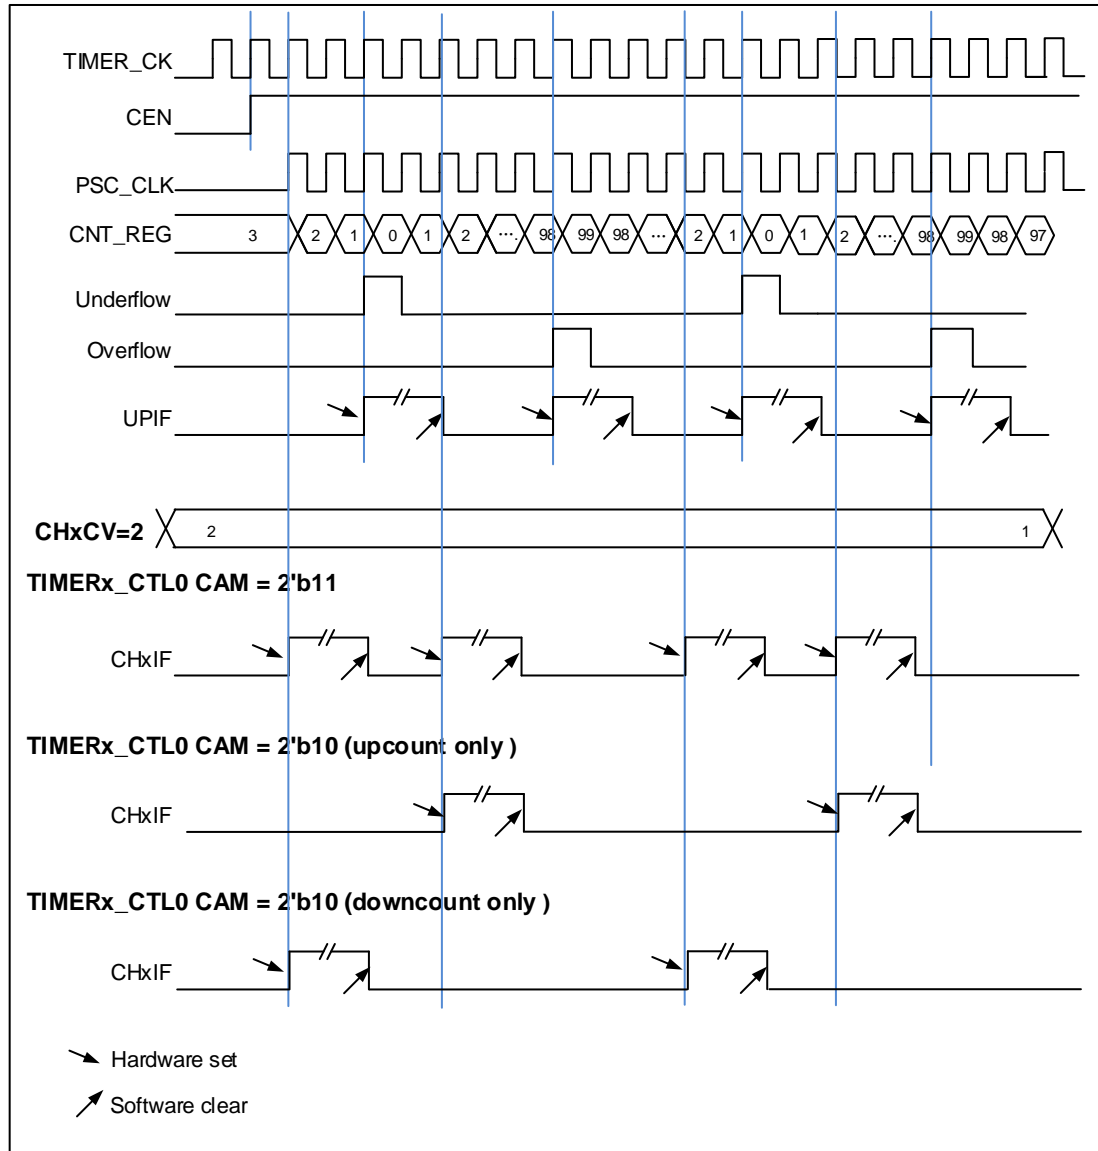 TIMER_CK
CEN
PSC_CLK
CNT_REG 3 2 1 0 1 2 .... 98 99 98 ... 2 1 0 1 2 .... 98 99 98 97
Underflow
Overflow
UPIF
CHxCV=2 2 1
TIMERx_CTL0 CAM = 2'b11
CHxIF
TIMERx_CTL0 CAM = 2'b10 (upcount only )
CHxIF
TIMERx_CTL0 CAM = 2'b10 (downcount only )
CHxIF
Hardware set
Software clear